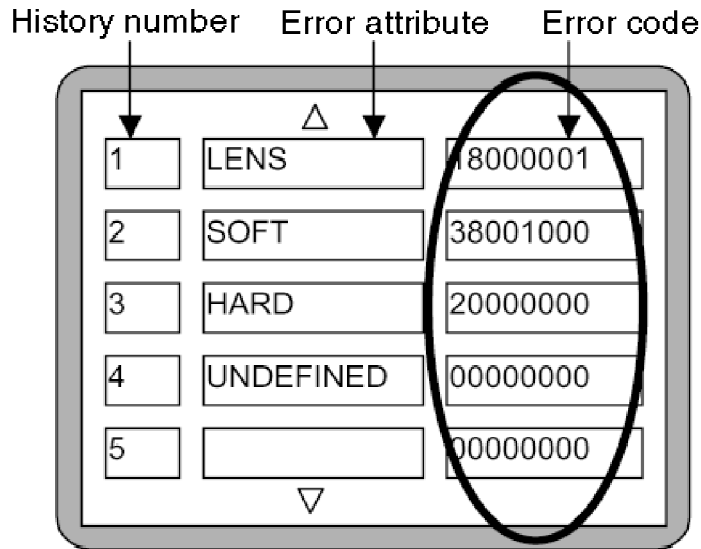 History number Error attribute Error code
1 LENS 18000001
2 SOFT 38001000
3 HARD 20000000
4 UNDEFINED 00000000
5 00000000